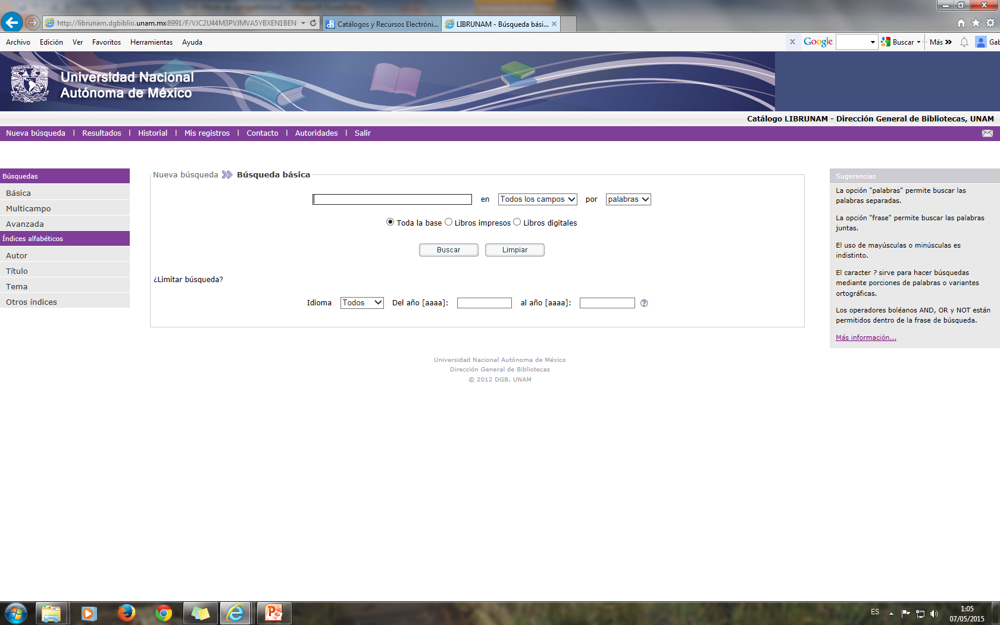 http://librunam.dgbiblio.unam.mx:8991/F/VJC2U44M3PVJMVA5YBXEN1BEN
Catálogos y Recursos Electróni...
LIBRUNAM - Búsqueda bási...
Archivo Edición Ver Favoritos Herramientas Ayuda
x Google Buscar Más Gab
Universidad Nacional
Autónoma de México
Catálogo LIBRUNAM - Dirección General de Bibliotecas, UNAM
Nueva búsqueda | Resultados | Historial | Mis registros | Contacto | Autoridades | Salir
Búsquedas
Básica
Multicampo
Avanzada
Índices alfabéticos
Autor
Título
Tema
Otros índices
Nueva búsqueda Búsqueda básica
en Todos los campos por palabras
Toda la base Libros impresos Libros digitales
Buscar Limpiar
¿Limitar búsqueda?
Idioma Todos Del año [aaaa]: al año [aaaa]: ?
Sugerencias
La opción "palabras" permite buscar las
palabras separadas.
La opción "frase" permite buscar las palabras
juntas.
El uso de mayúsculas o minúsculas es
indistinto.
El caracter ? sirve para hacer búsquedas
mediante porciones de palabras o variantes
ortográficas.
Los operadores boléanos AND, OR y NOT están
permitidos dentro de la frase de búsqueda.
Más información...
Universidad Nacional Autónoma de México
Dirección General de Bibliotecas
© 2012 DGB, UNAM
ES
1:05
07/05/2015